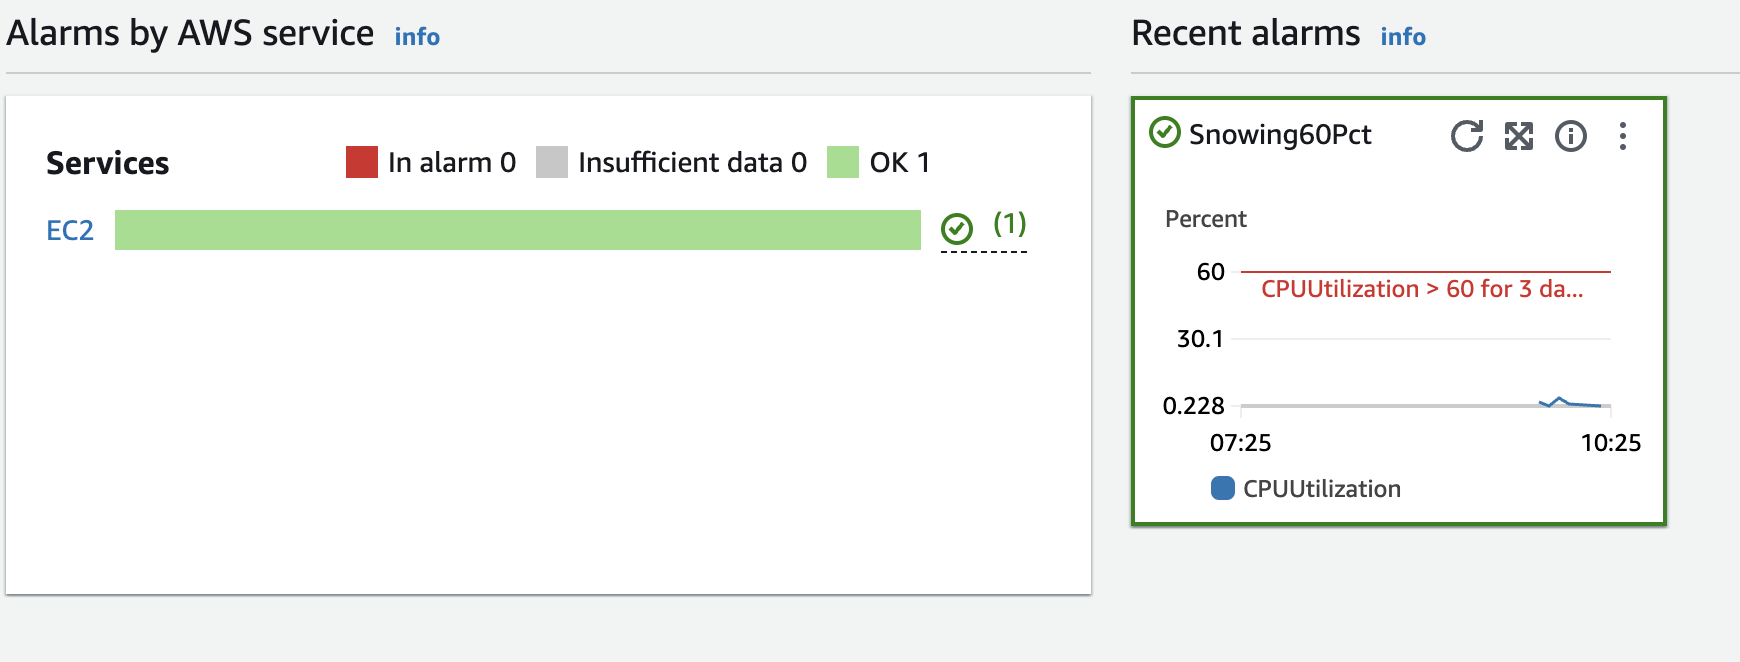 Alarms by AWS service info
Recent alarms info
Services
In alarm 0
Insufficient data 0
OK 1
EC2
(1)
Snowing60Pct
Percent
60
CPUUtilization > 60 for 3 da...
30.1
0.228
07:25
10:25
CPUUtilization